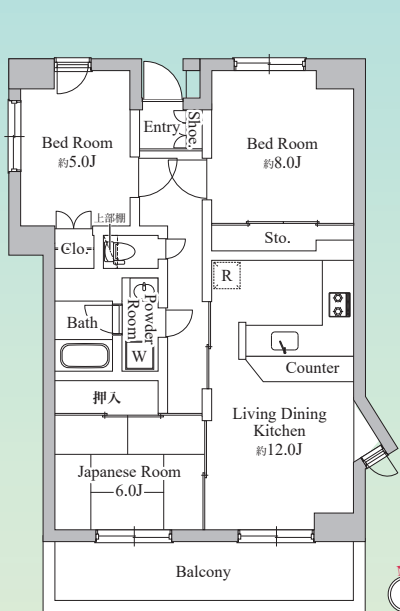 Entry
Shoe.
Bed Room
約5.0J
Bed Room
約8.0J
上部棚
Clo.
Sto.
R
Powder
Room
Bath
W
Counter
押入
Living Dining
Kitchen
約12.0J
Japanese Room
6.0J
Balcony